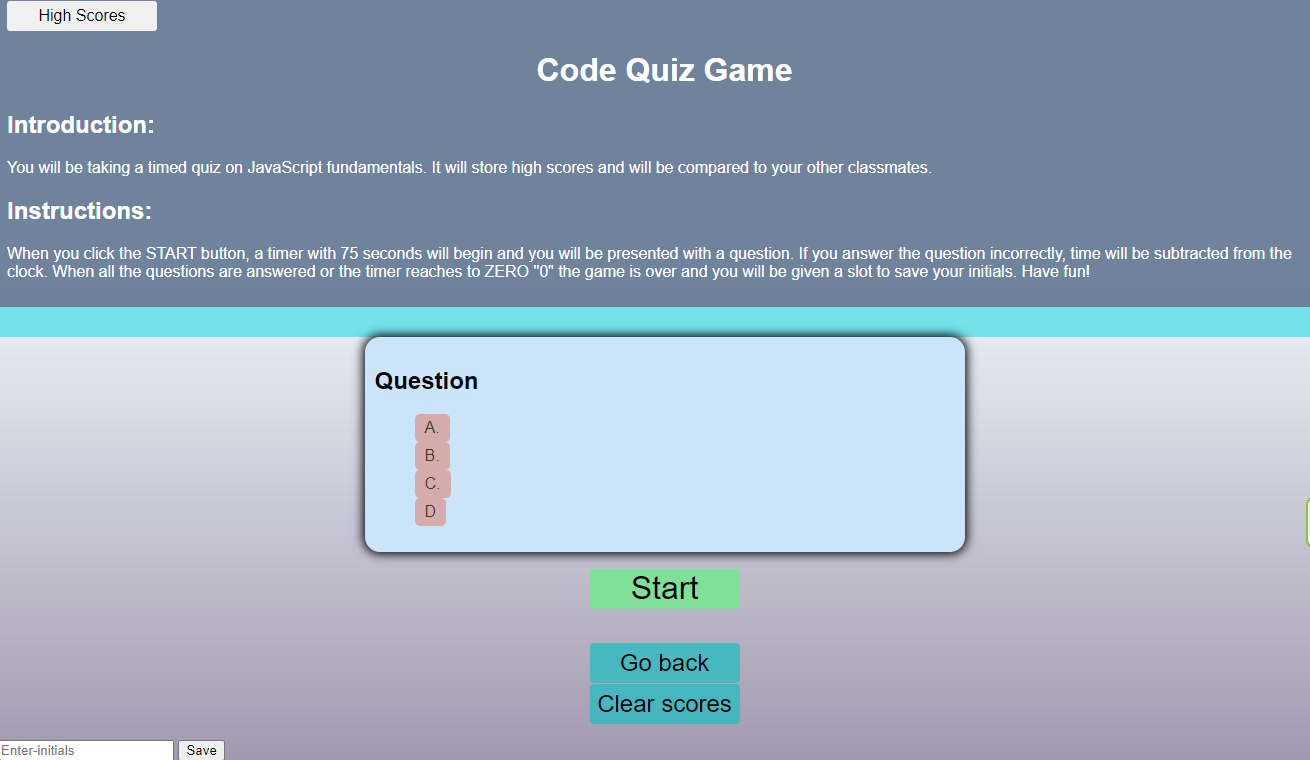 High Scores
Code Quiz Game
Introduction:
You will be taking a timed quiz on JavaScript fundamentals. It will store high scores and will be compared to your other classmates.
Instructions:
When you click the START button, a timer with 75 seconds will begin and you will be presented with a question. If you answer the question incorrectly, time will be subtracted from the
clock. When all the questions are answered or the timer reaches to ZERO "0" the game is over and you will be given a slot to save your initials. Have fun!
Question
A.
B.
C.
D
Start
Go back
Clear scores
Enter-initials Save